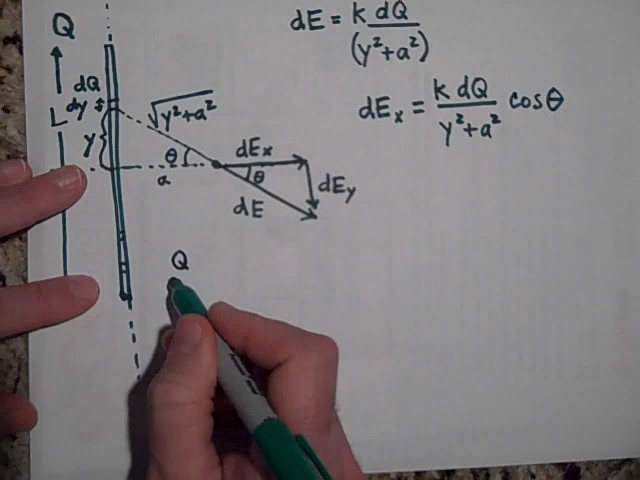 Q
dE = k dQ
(y²+a²)
dQ
dy
L
y
√y²+a²
dEx = k dQ cosθ
y²+a²
θ
dEx
a
θ
dEy
dE
Q